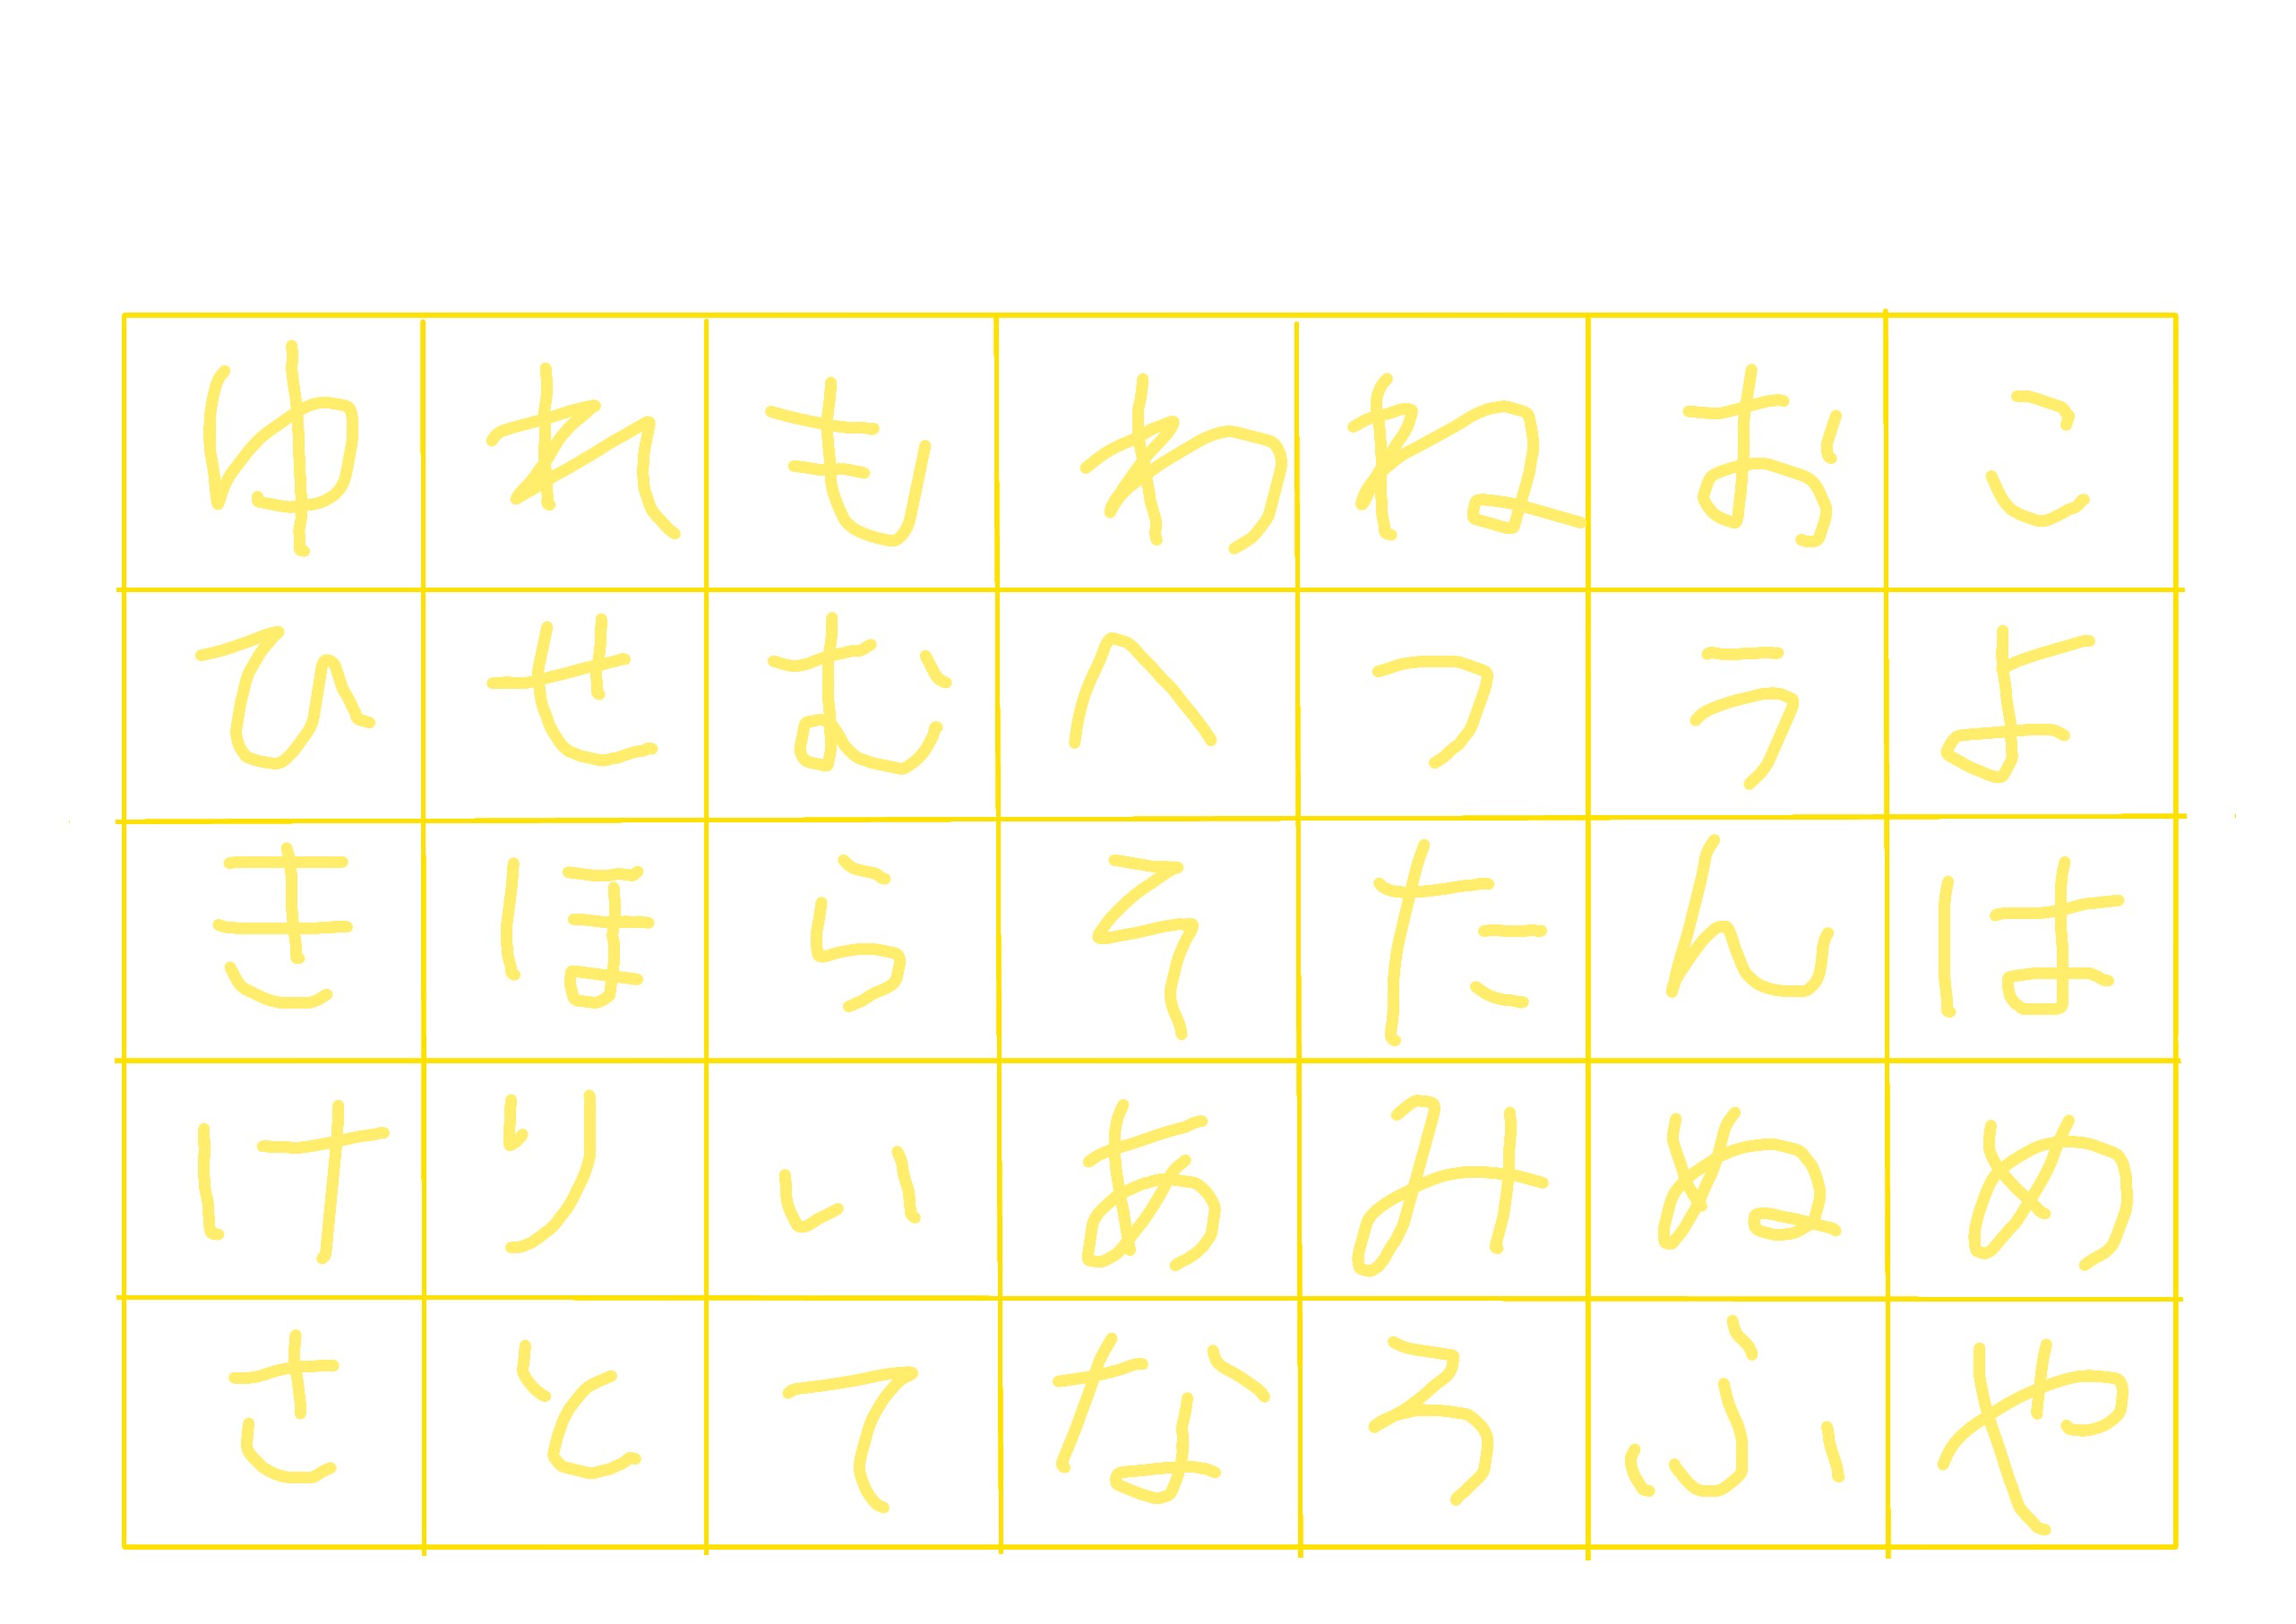 ゆ れ も わ ね お こ
ひ せ む へ つ う よ
き ほ ら そ た ん は
け り い あ み ぬ め
さ と て な ろ ふ や